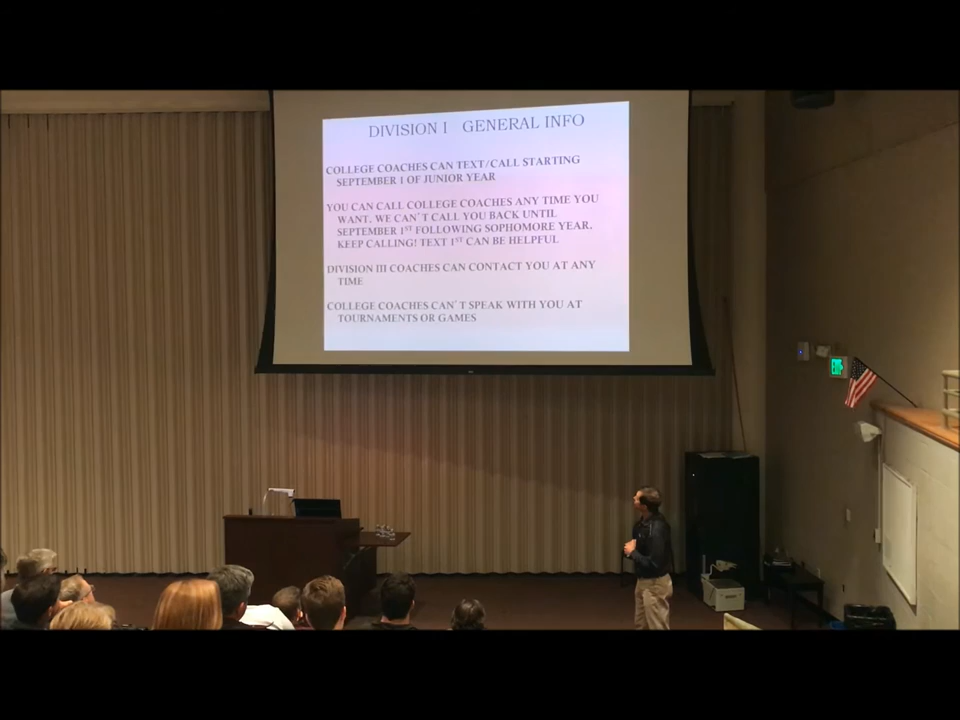 DIVISION I GENERAL INFO
COLLEGE COACHES CAN TEXT/CALL STARTING
SEPTEMBER 1 OF JUNIOR YEAR
YOU CAN CALL COLLEGE COACHES ANY TIME YOU
WANT. WE CAN'T CALL YOU BACK UNTIL
SEPTEMBER 1ST FOLLOWING SOPHOMORE YEAR.
KEEP CALLING! TEXT 1ST CAN BE HELPFUL
DIVISION III COACHES CAN CONTACT YOU AT ANY
TIME
COLLEGE COACHES CAN'T SPEAK WITH YOU AT
TOURNAMENTS OR GAMES